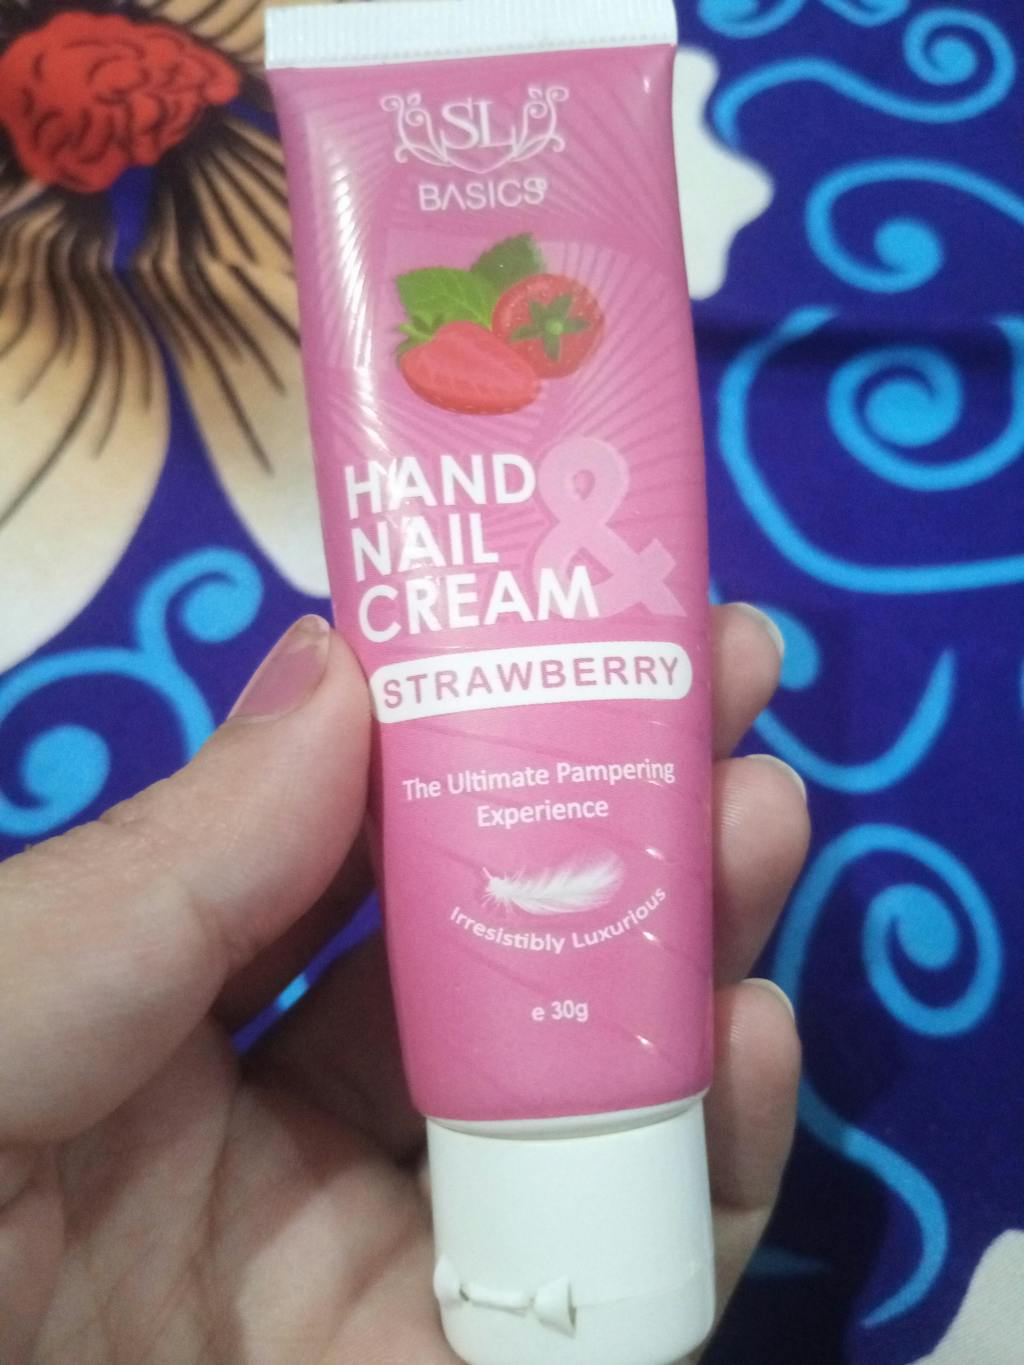 SL
BASICS
HAND &
NAIL
CREAM
STRAWBERRY
The Ultimate Pampering
Experience
Irresistibly Luxurious
e 30g